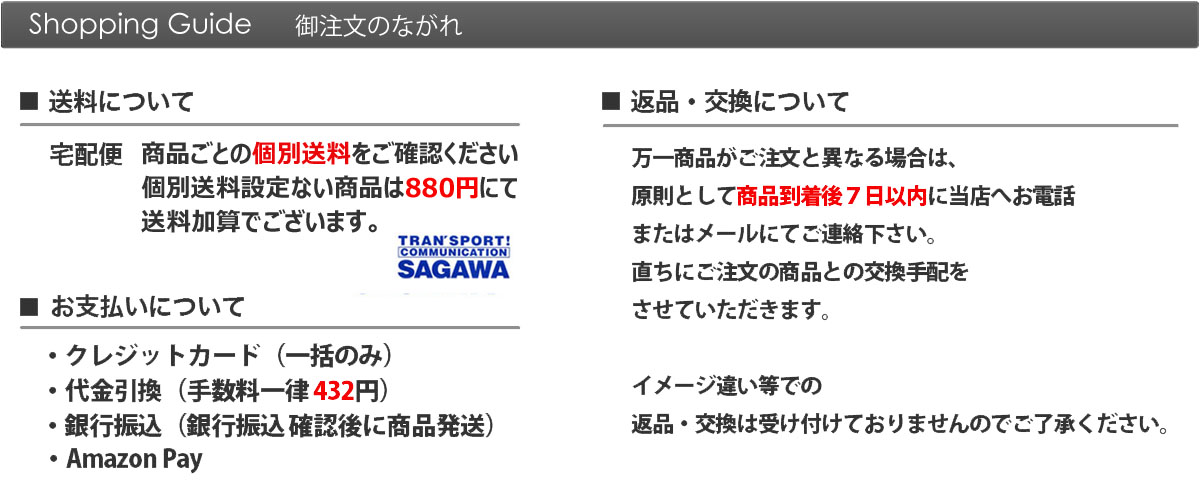 Shopping Guide 御注文のながれ
■ 送料について
宅配便 商品ごとの個別送料をご確認ください
個別送料設定ない商品は880円にて
送料加算でございます。
TRAN'SPORT!
COMMUNICATION
SAGAWA
■ お支払いについて
・クレジットカード（一括のみ）
・代金引換（手数料一律 432円）
・銀行振込（銀行振込 確認後に商品発送）
・Amazon Pay
■ 返品・交換について
万一商品がご注文と異なる場合は、
原則として商品到着後７日以内に当店へお電話
またはメールにてご連絡下さい。
直ちにご注文の商品との交換手配を
させていただきます。
イメージ違い等での
返品・交換は受け付けておりませんのでご了承ください。